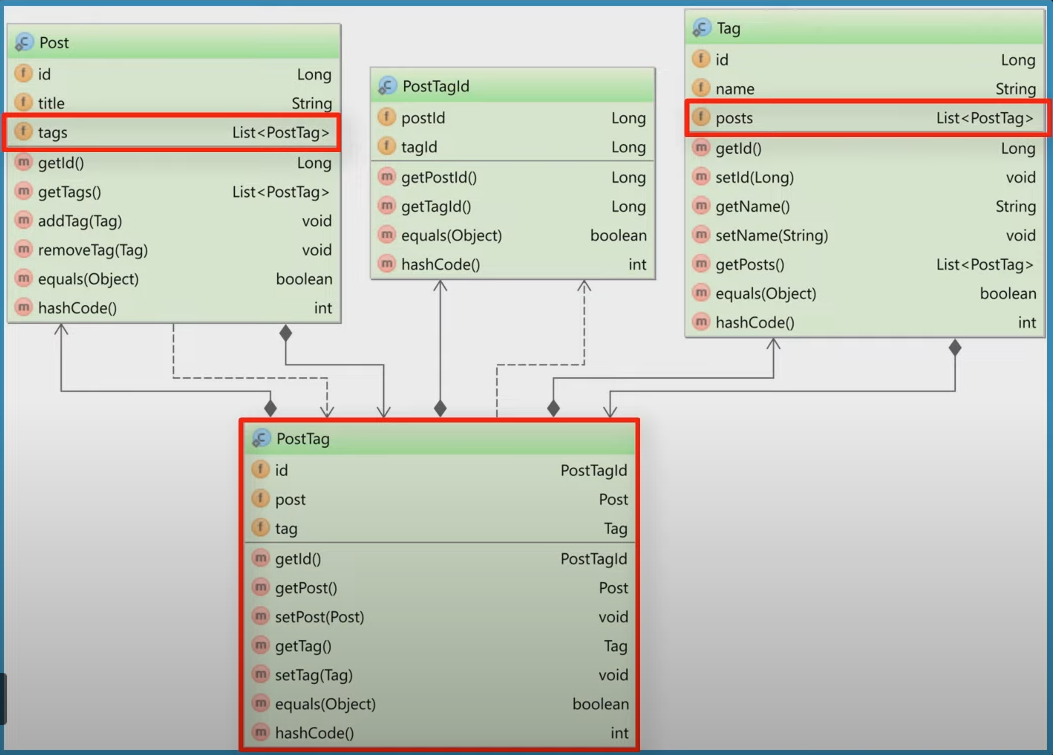 Post
id Long
title String
tags List<PostTag>
getId() Long
getTags() List<PostTag>
addTag(Tag) void
removeTag(Tag) void
equals(Object) boolean
hashCode() int
PostTagId
postId Long
tagId Long
getPostId() Long
getTagId() Long
equals(Object) boolean
hashCode() int
Tag
id Long
name String
posts List<PostTag>
getId() Long
setId(Long) void
getName() String
setName(String) void
getPosts() List<PostTag>
equals(Object) boolean
hashCode() int
PostTag
id PostTagId
post Post
tag Tag
getId() PostTagId
getPost() Post
setPost(Post) void
getTag() Tag
setTag(Tag) void
equals(Object) boolean
hashCode() int